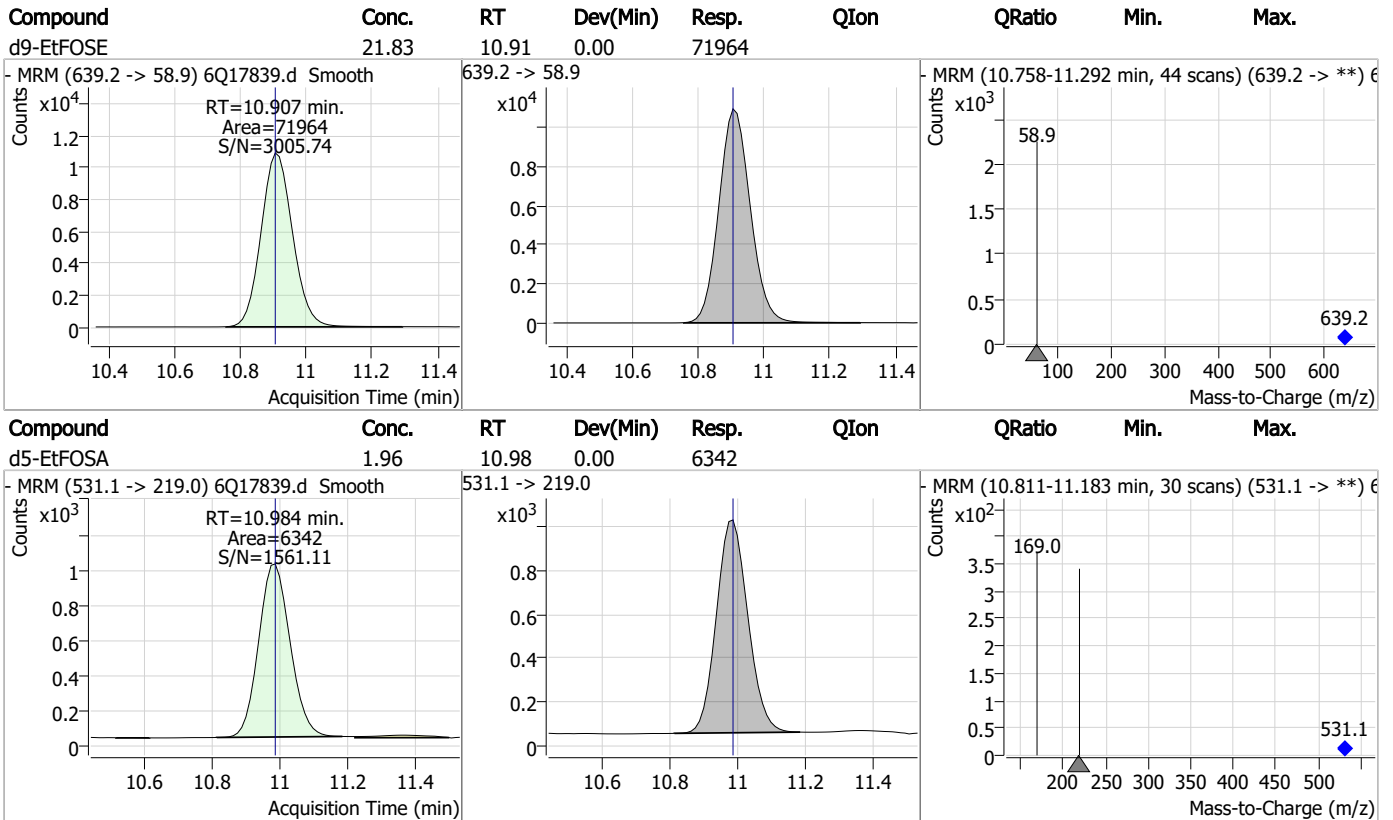 Compound Conc. RT Dev(Min) Resp. QIon QRatio Min. Max.
d9-EtFOSE 21.83 10.91 0.00 71964
- MRM (639.2 -> 58.9) 6Q17839.d Smooth
Counts
x10^4
RT=10.907 min.
Area=71964
S/N=3005.74
1.2
1
0.8
0.6
0.4
0.2
0
10.4 10.6 10.8 11 11.2 11.4
Acquisition Time (min)
639.2 -> 58.9
x10^4
0.8
0.6
0.4
0.2
0
10.4 10.6 10.8 11 11.2 11.4
- MRM (10.758-11.292 min, 44 scans) (639.2 -> **) 6
Counts
x10^3
58.9
2
1.5
1
0.5
0
639.2
100 200 300 400 500 600
Mass-to-Charge (m/z)
Compound Conc. RT Dev(Min) Resp. QIon QRatio Min. Max.
d5-EtFOSA 1.96 10.98 0.00 6342
- MRM (531.1 -> 219.0) 6Q17839.d Smooth
Counts
x10^3
RT=10.984 min.
Area=6342
S/N=1561.11
1
0.8
0.6
0.4
0.2
0
10.6 10.8 11 11.2 11.4
Acquisition Time (min)
531.1 -> 219.0
x10^3
0.8
0.6
0.4
0.2
0
10.6 10.8 11 11.2 11.4
- MRM (10.811-11.183 min, 30 scans) (531.1 -> **) 6
Counts
x10^2
169.0
3.5
3
2.5
2
1.5
1
0.5
0
531.1
200 250 300 350 400 450 500
Mass-to-Charge (m/z)